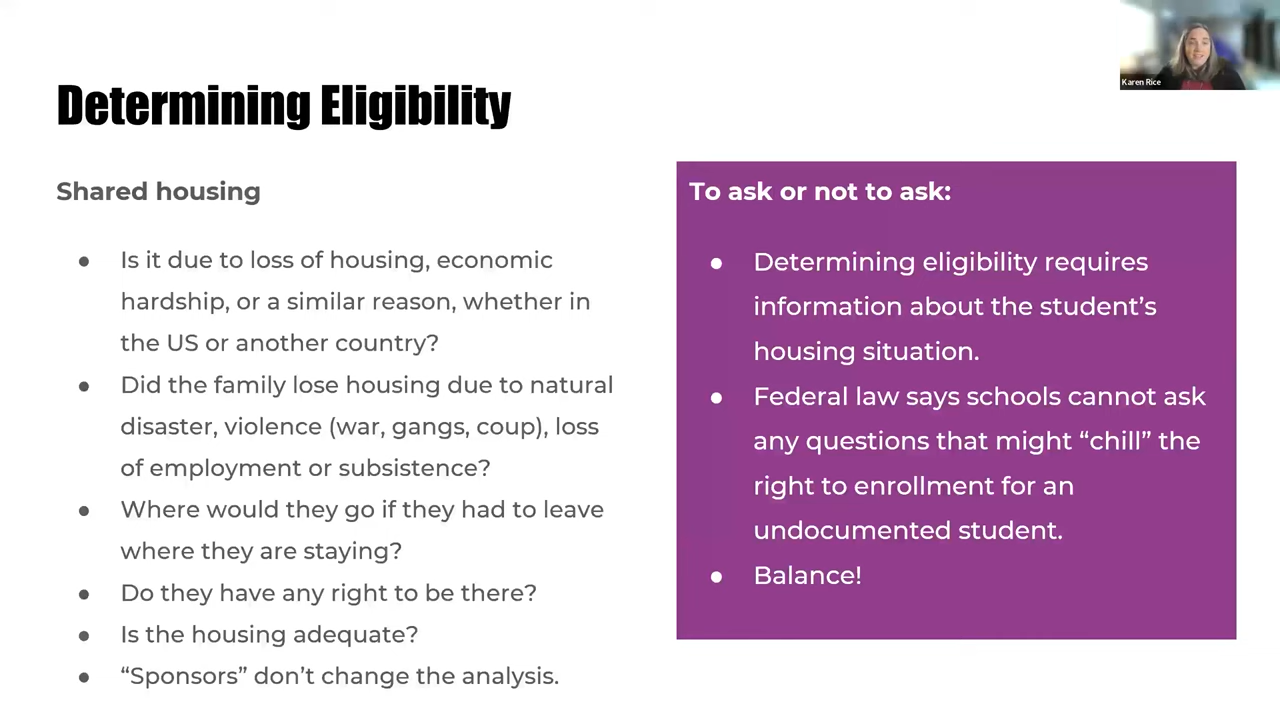 Karen Rice
Determining Eligibility
Shared housing
● Is it due to loss of housing, economic
hardship, or a similar reason, whether in
the US or another country?
● Did the family lose housing due to natural
disaster, violence (war, gangs, coup), loss
of employment or subsistence?
● Where would they go if they had to leave
where they are staying?
● Do they have any right to be there?
● Is the housing adequate?
● “Sponsors” don’t change the analysis.
To ask or not to ask:
● Determining eligibility requires
information about the student’s
housing situation.
● Federal law says schools cannot ask
any questions that might “chill” the
right to enrollment for an
undocumented student.
● Balance!